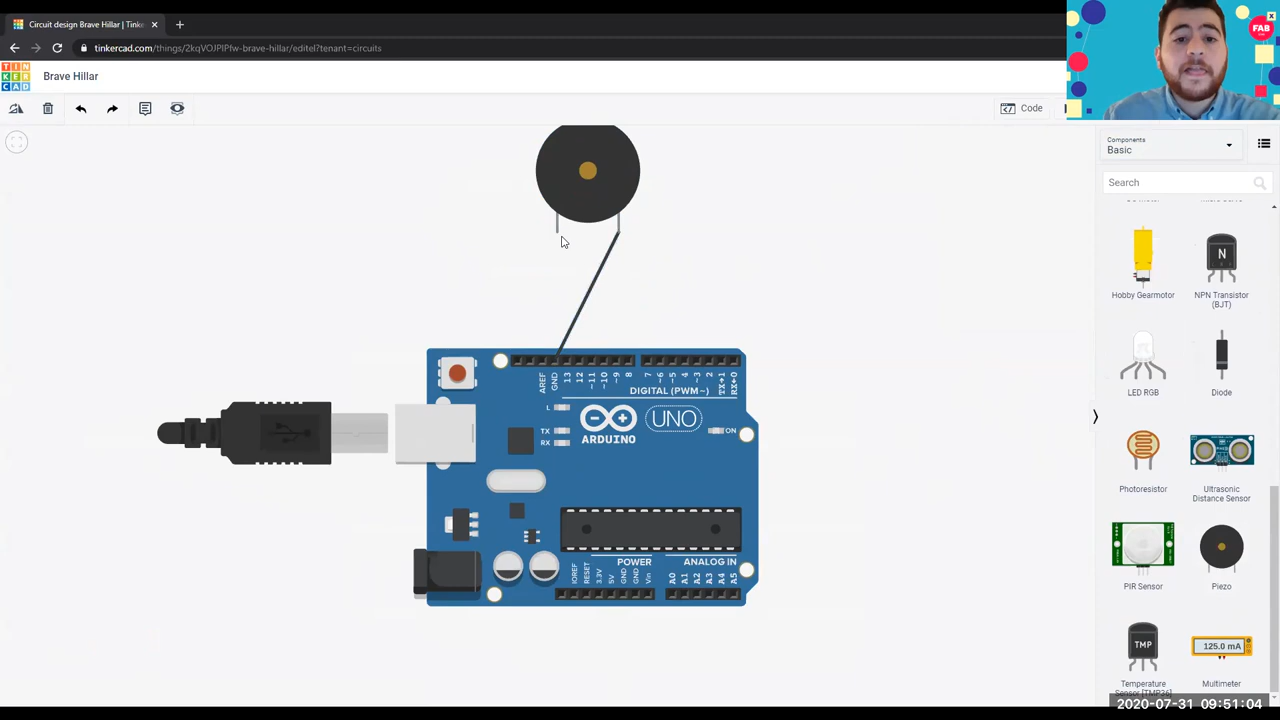 Circuit design Brave Hillar | Tinke
tinkercad.com/things/2kqVOJPIPfw-brave-hillar/editel?tenant=circuits
TIN
KER
CAD
Brave Hillar
Code
FAB
Components
Basic
Search
Hobby Gearmotor
N
NPN Transistor
(BJT)
LED RGB
Diode
Photoresistor
Ultrasonic
Distance Sensor
PIR Sensor
Piezo
TMP
Temperature
Sensor [TMP36]
125.0 mA
Multimeter
AREF
GND
13
12
~11
~10
~9
8
7
~6
~5
4
~3
2
TX→1
RX←0
DIGITAL (PWM~)
L
TX
RX
ARDUINO
UNO
ON
POWER
ANALOG IN
IOREF
RESET
3.3V
5V
GND
GND
Vin
A0
A1
A2
A3
A4
A5
2020-07-31 09:51:04